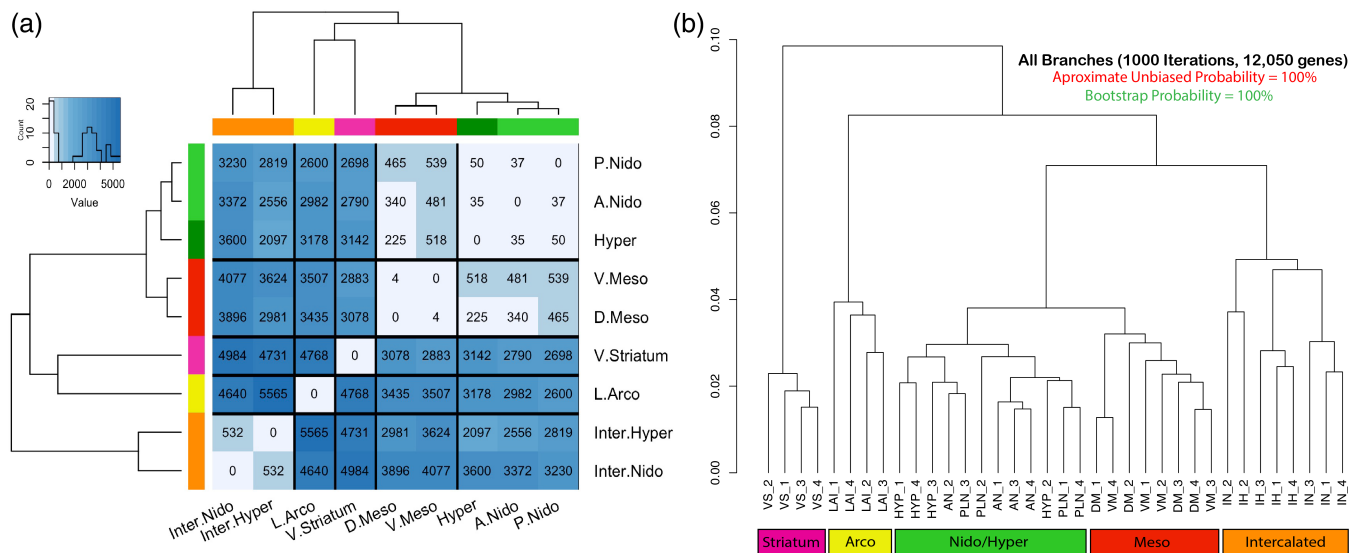 (a)
20
10
0
Count
0 2000 5000
Value
3230 2819 2600 2698 465 539 50 37 0 P.Nido
3372 2556 2982 2790 340 481 35 0 37 A.Nido
3600 2097 3178 3142 225 518 0 35 50 Hyper
4077 3624 3507 2883 4 0 518 481 539 V.Meso
3896 2981 3435 3078 0 4 225 340 465 D.Meso
4984 4731 4768 0 3078 2883 3142 2790 2698 V.Striatum
4640 5565 0 4768 3435 3507 3178 2982 2600 L.Arco
532 0 5565 4731 2981 3624 2097 2556 2819 Inter.Hyper
0 532 4640 4984 3896 4077 3600 3372 3230 Inter.Nido
Inter.Nido Inter.Hyper L.Arco V.Striatum D.Meso V.Meso Hyper A.Nido P.Nido
(b)
All Branches (1000 Iterations, 12,050 genes)
Aproximate Unbiased Probability = 100%
Bootstrap Probability = 100%
0.10
0.08
0.06
0.04
0.02
0.00
VS_2 VS_1 VS_3 VS_4 LAI_1 LAI_4 LAI_2 LAI_3 HYP_1 HYP_4 HYP_3 AN_2 PLN_3 PLN_2 AN_1 AN_3 AN_4 HYP_2 PLN_1 PLN_4 DM_1 VM_4 DM_2 VM_1 VM_2 DM_3 DM_4 VM_3 IN_2 IH_2 IH_3 IH_1 IH_4 IN_3 IN_1 IN_4
Striatum Arco Nido/Hyper Meso Intercalated